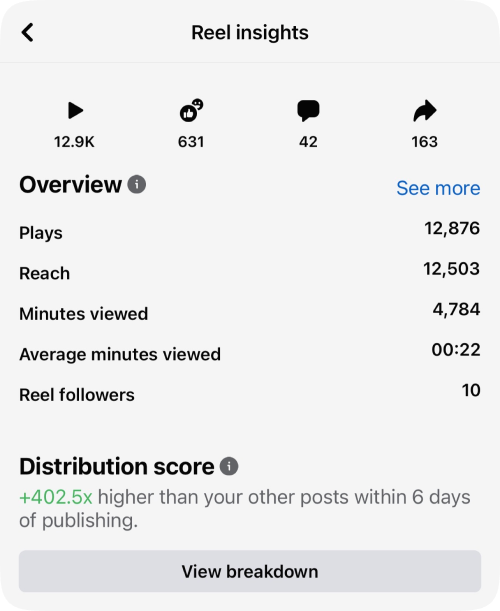 Reel insights
12.9K 631 42 163
Overview See more
Plays 12,876
Reach 12,503
Minutes viewed 4,784
Average minutes viewed 00:22
Reel followers 10
Distribution score
+402.5x higher than your other posts within 6 days
of publishing.
View breakdown